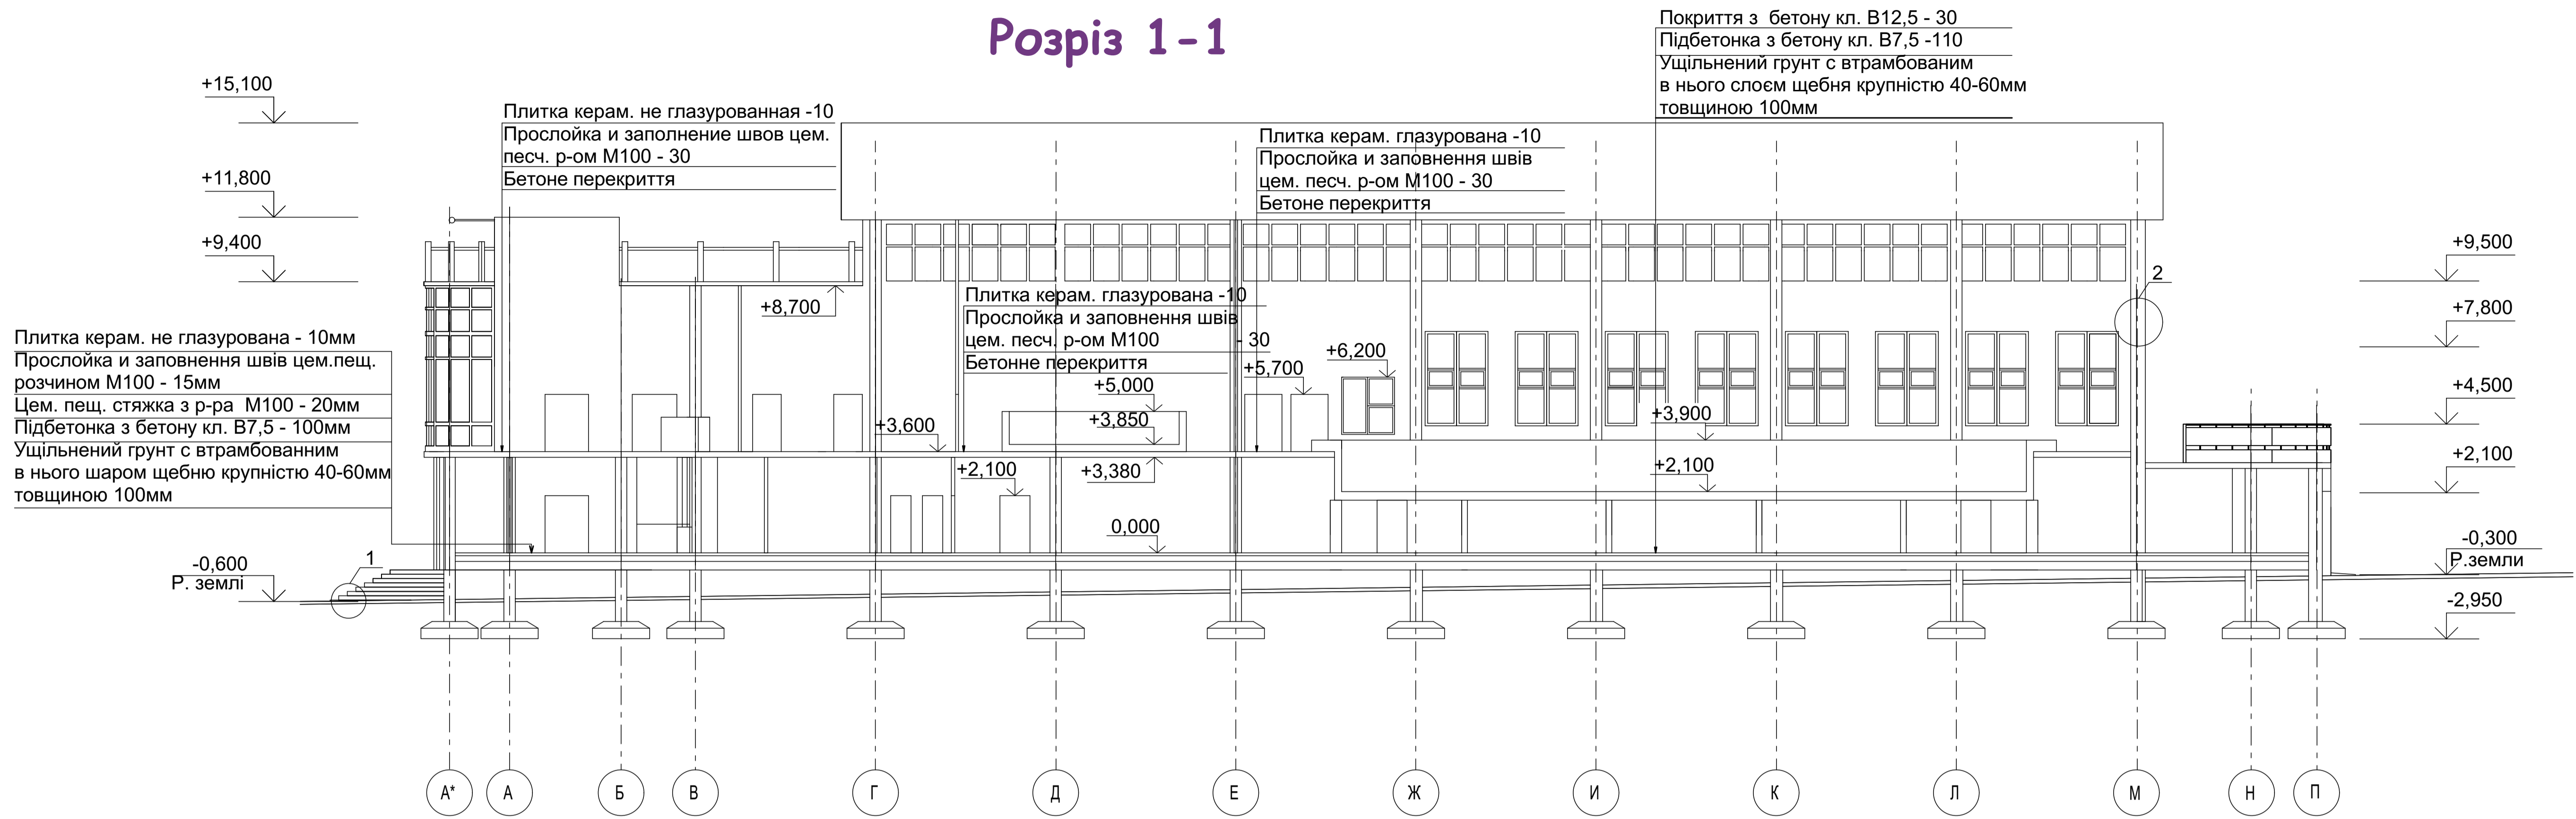 Розріз 1-1
Покриття з бетону кл. В12,5 - 30
Підбетонка з бетону кл. В7,5 -110
Ущільнений грунт с втрамбованим
в нього слоєм щебня крупністю 40-60мм
товщиною 100мм
+15,100
+11,800
+9,400
Плитка керам. не глазурованная -10
Прослойка и заполнение швов цем.
песч. р-ом М100 - 30
Бетоне перекриття
Плитка керам. глазурована -10
Прослойка и заповнення швів
цем. песч. р-ом М100 - 30
Бетоне перекриття
Плитка керам. глазурована -10
Прослойка и заповнення швів
цем. песч. р-ом М100 - 30
Бетонне перекриття
Плитка керам. не глазурована - 10мм
Прослойка и заповнення швів цем.пещ.
розчином М100 - 15мм
Цем. пещ. стяжка з р-ра М100 - 20мм
Підбетонка з бетону кл. В7,5 - 100мм
Ущільнений грунт с втрамбованним
в нього шаром щебню крупністю 40-60мм
товщиною 100мм
+8,700
+6,200
+5,700
+5,000
+3,850
+3,900
+3,600
+2,100
+3,380
+2,100
0,000
2
+9,500
+7,800
+4,500
+2,100
-0,300
Р.земли
-2,950
1
-0,600
Р. землі
А*
А
Б
В
Г
Д
Е
Ж
И
К
Л
М
Н
П